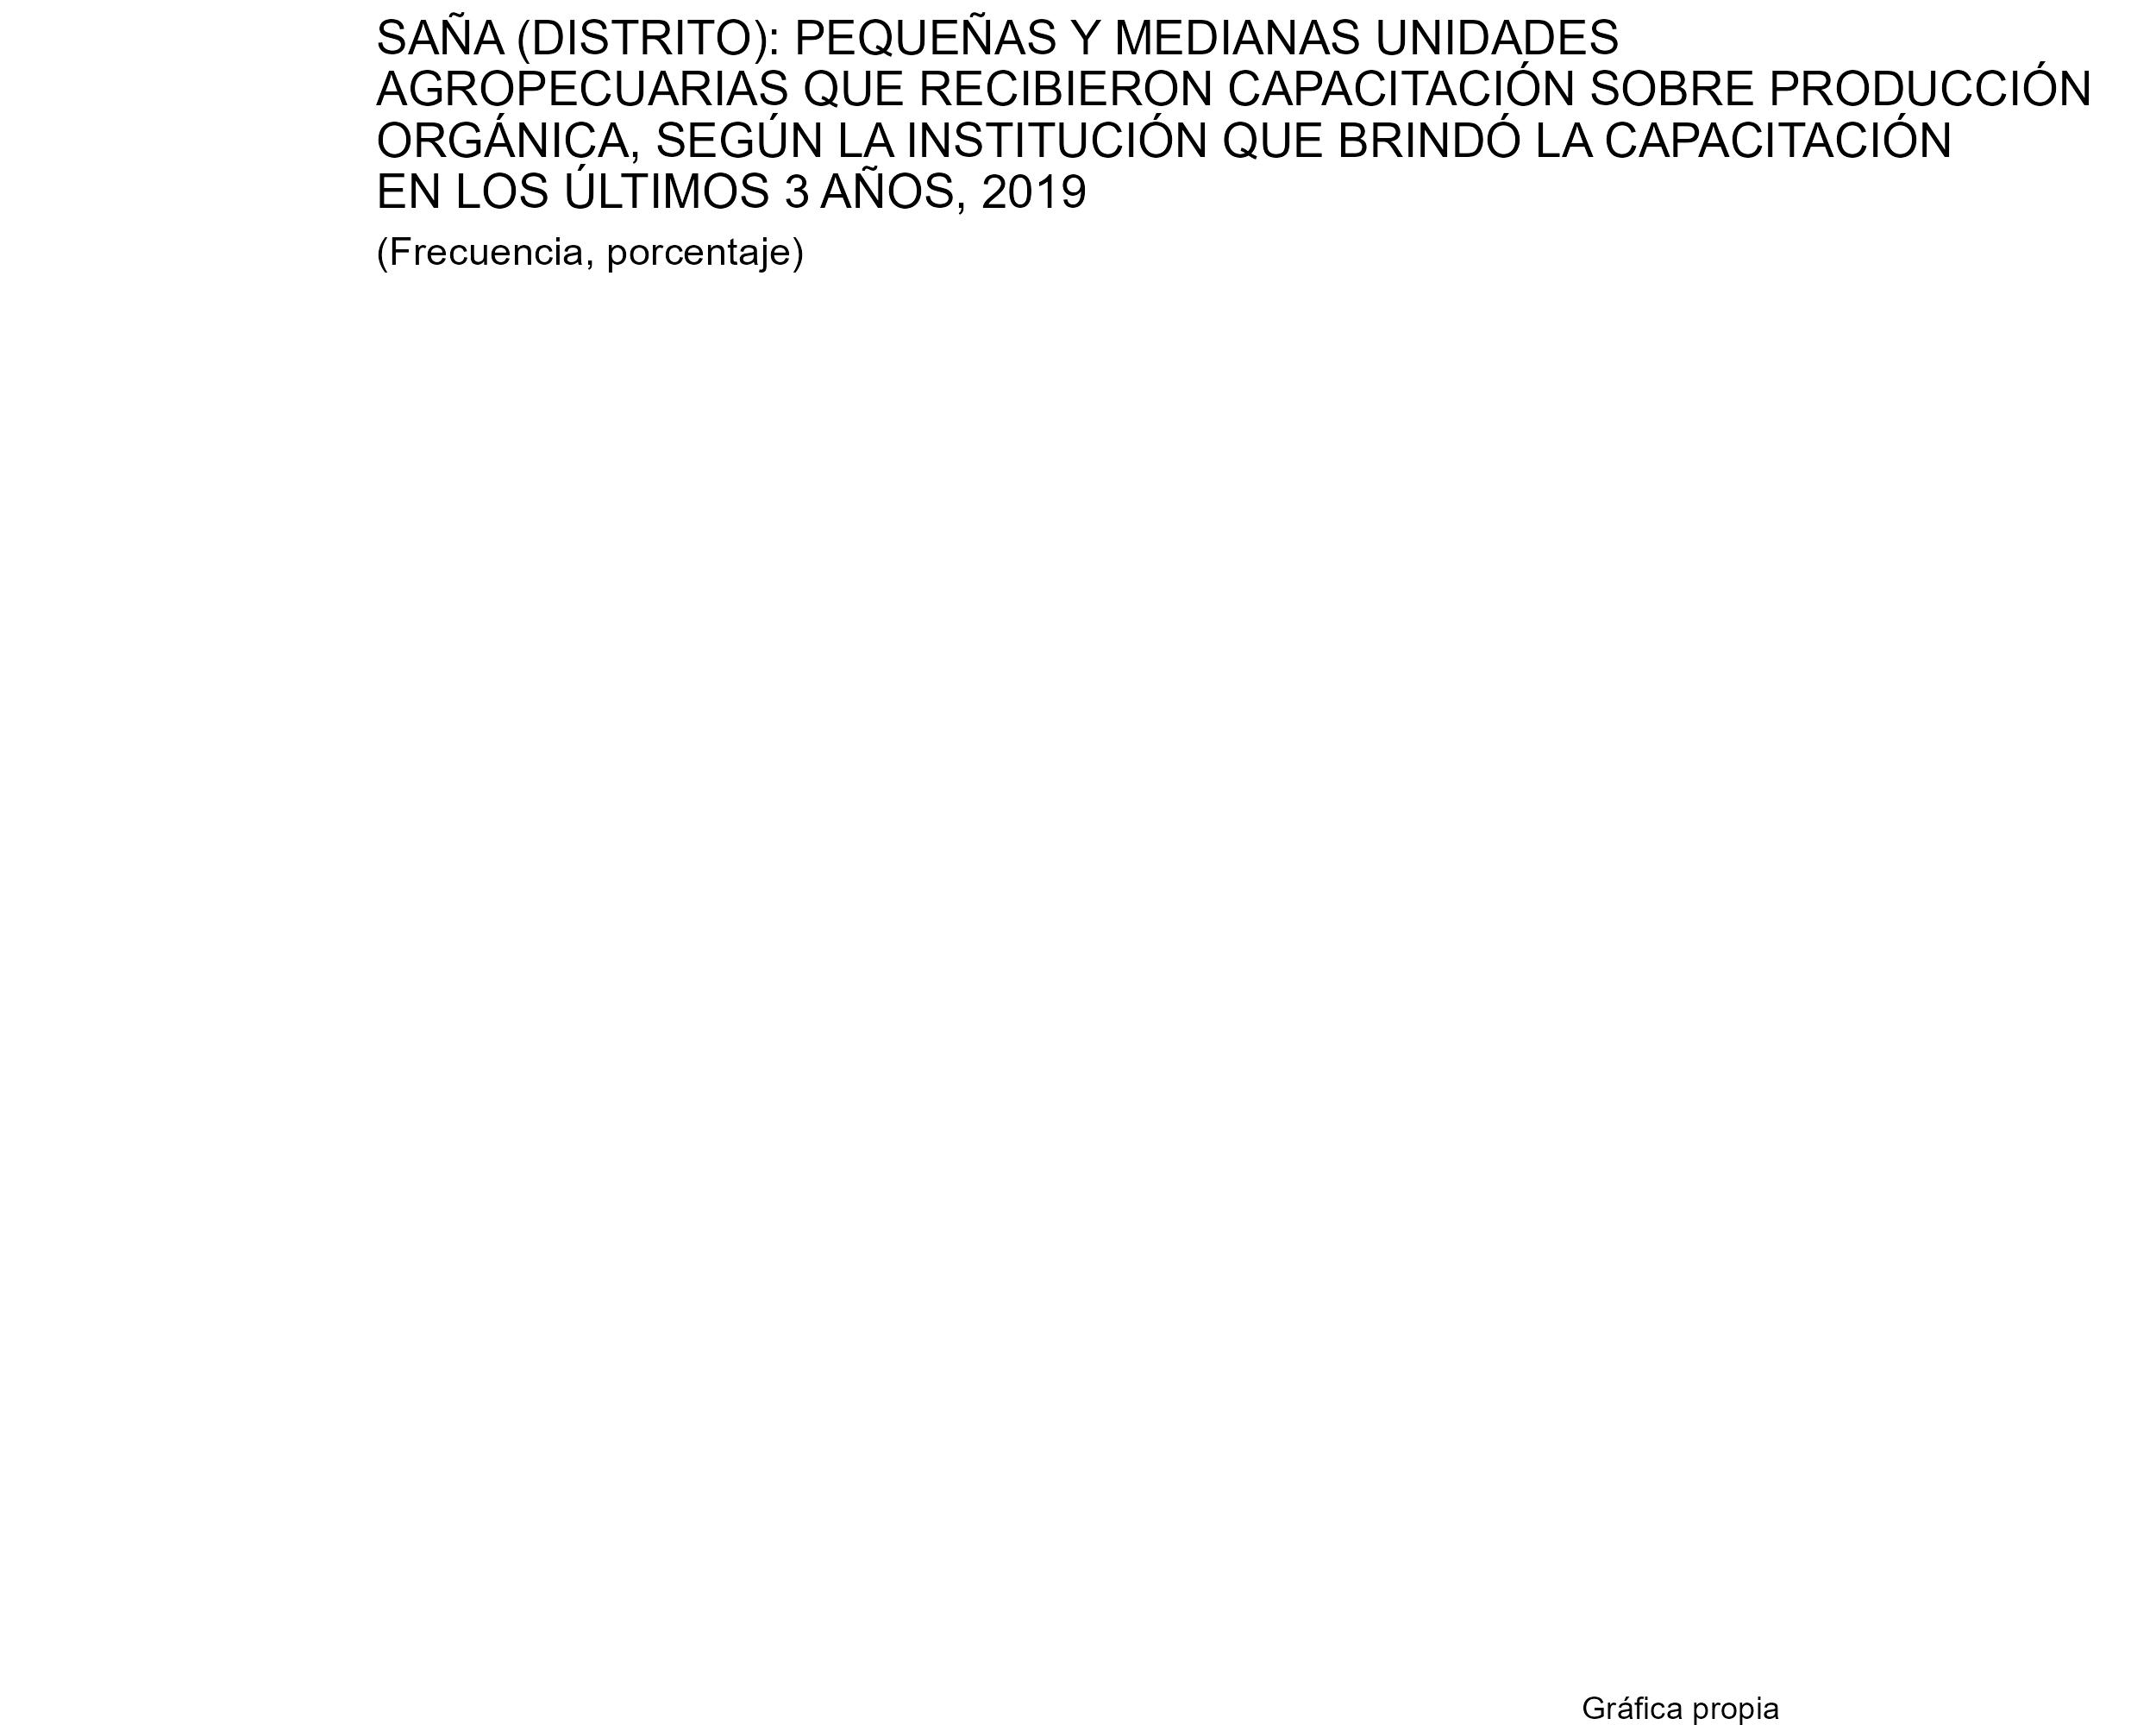 SAÑA (DISTRITO): PEQUEÑAS Y MEDIANAS UNIDADES
AGROPECUARIAS QUE RECIBIERON CAPACITACIÓN SOBRE PRODUCCIÓN
ORGÁNICA, SEGÚN LA INSTITUCIÓN QUE BRINDÓ LA CAPACITACIÓN
EN LOS ÚLTIMOS 3 AÑOS, 2019
(Frecuencia, porcentaje)
Gráfica propia